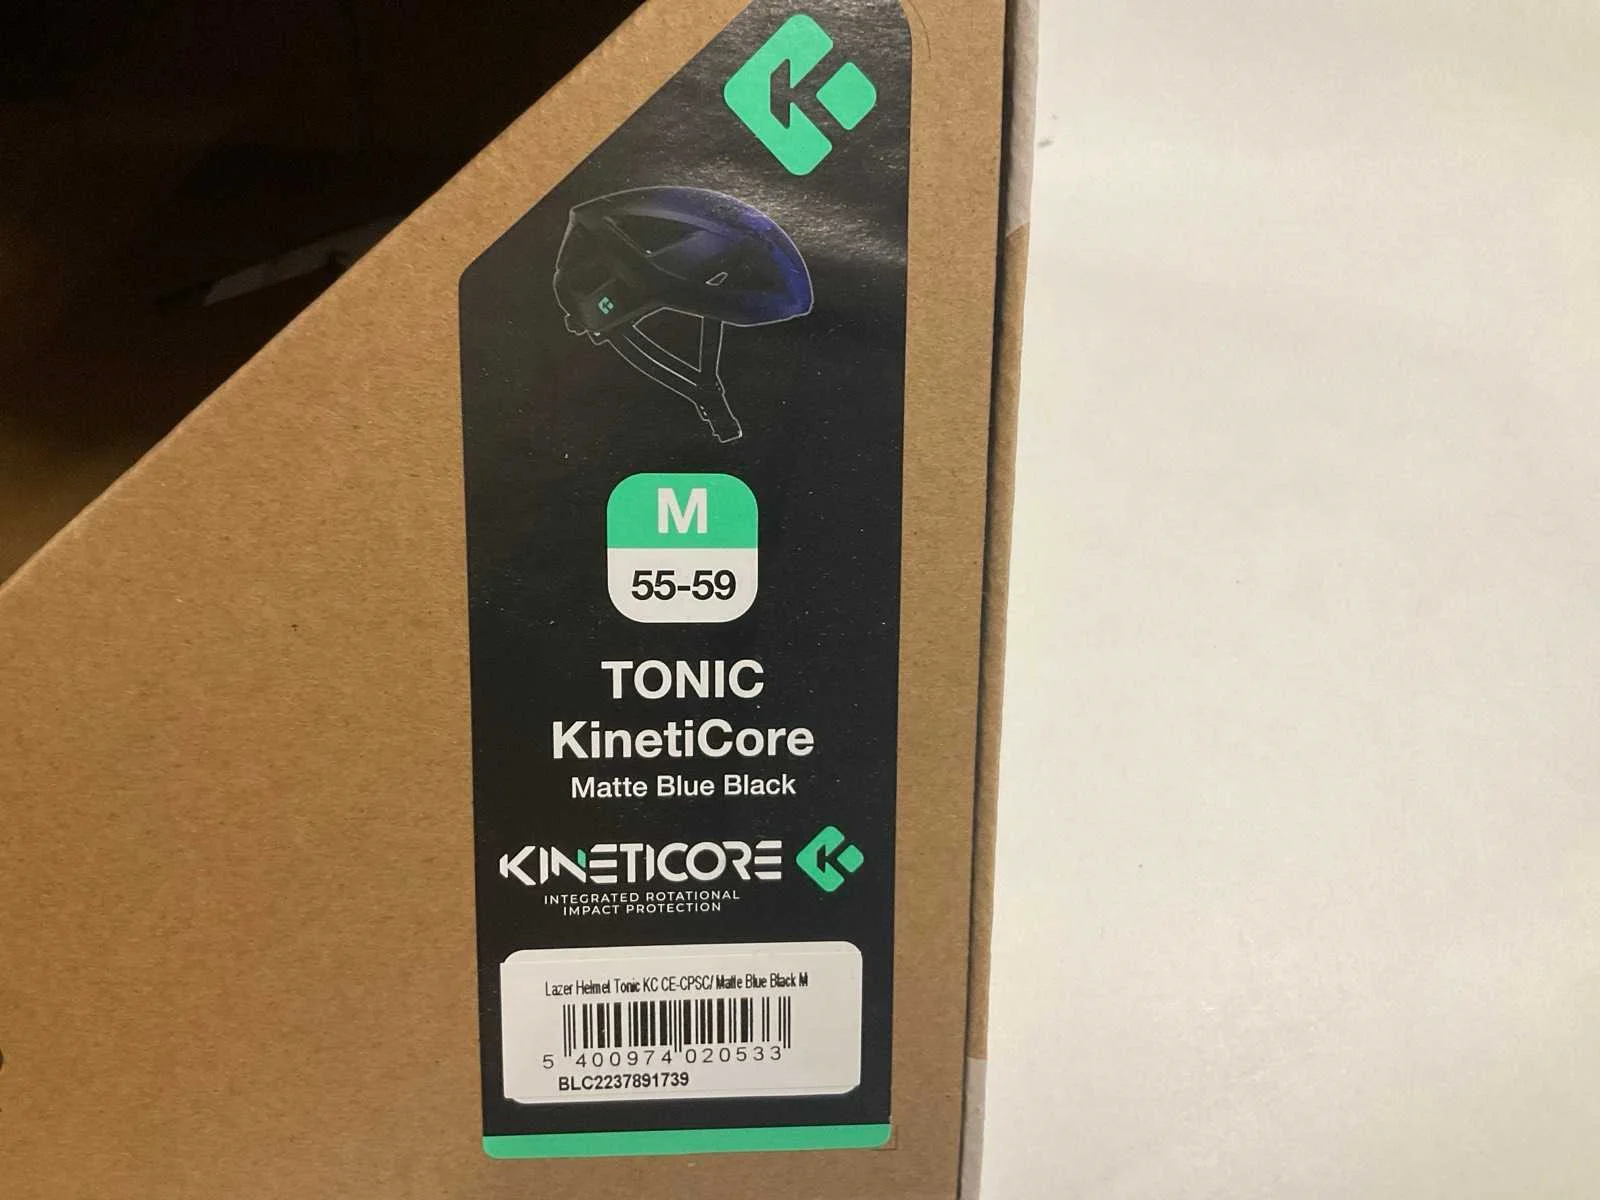 M
55-59
TONIC
KinetiCore
Matte Blue Black
KINETICORE
INTEGRATED ROTATIONAL
IMPACT PROTECTION
Lazer Helmet Tonic KC CE-CPSC/ Matte Blue Black M
5 400974 020533
BLC2237891739